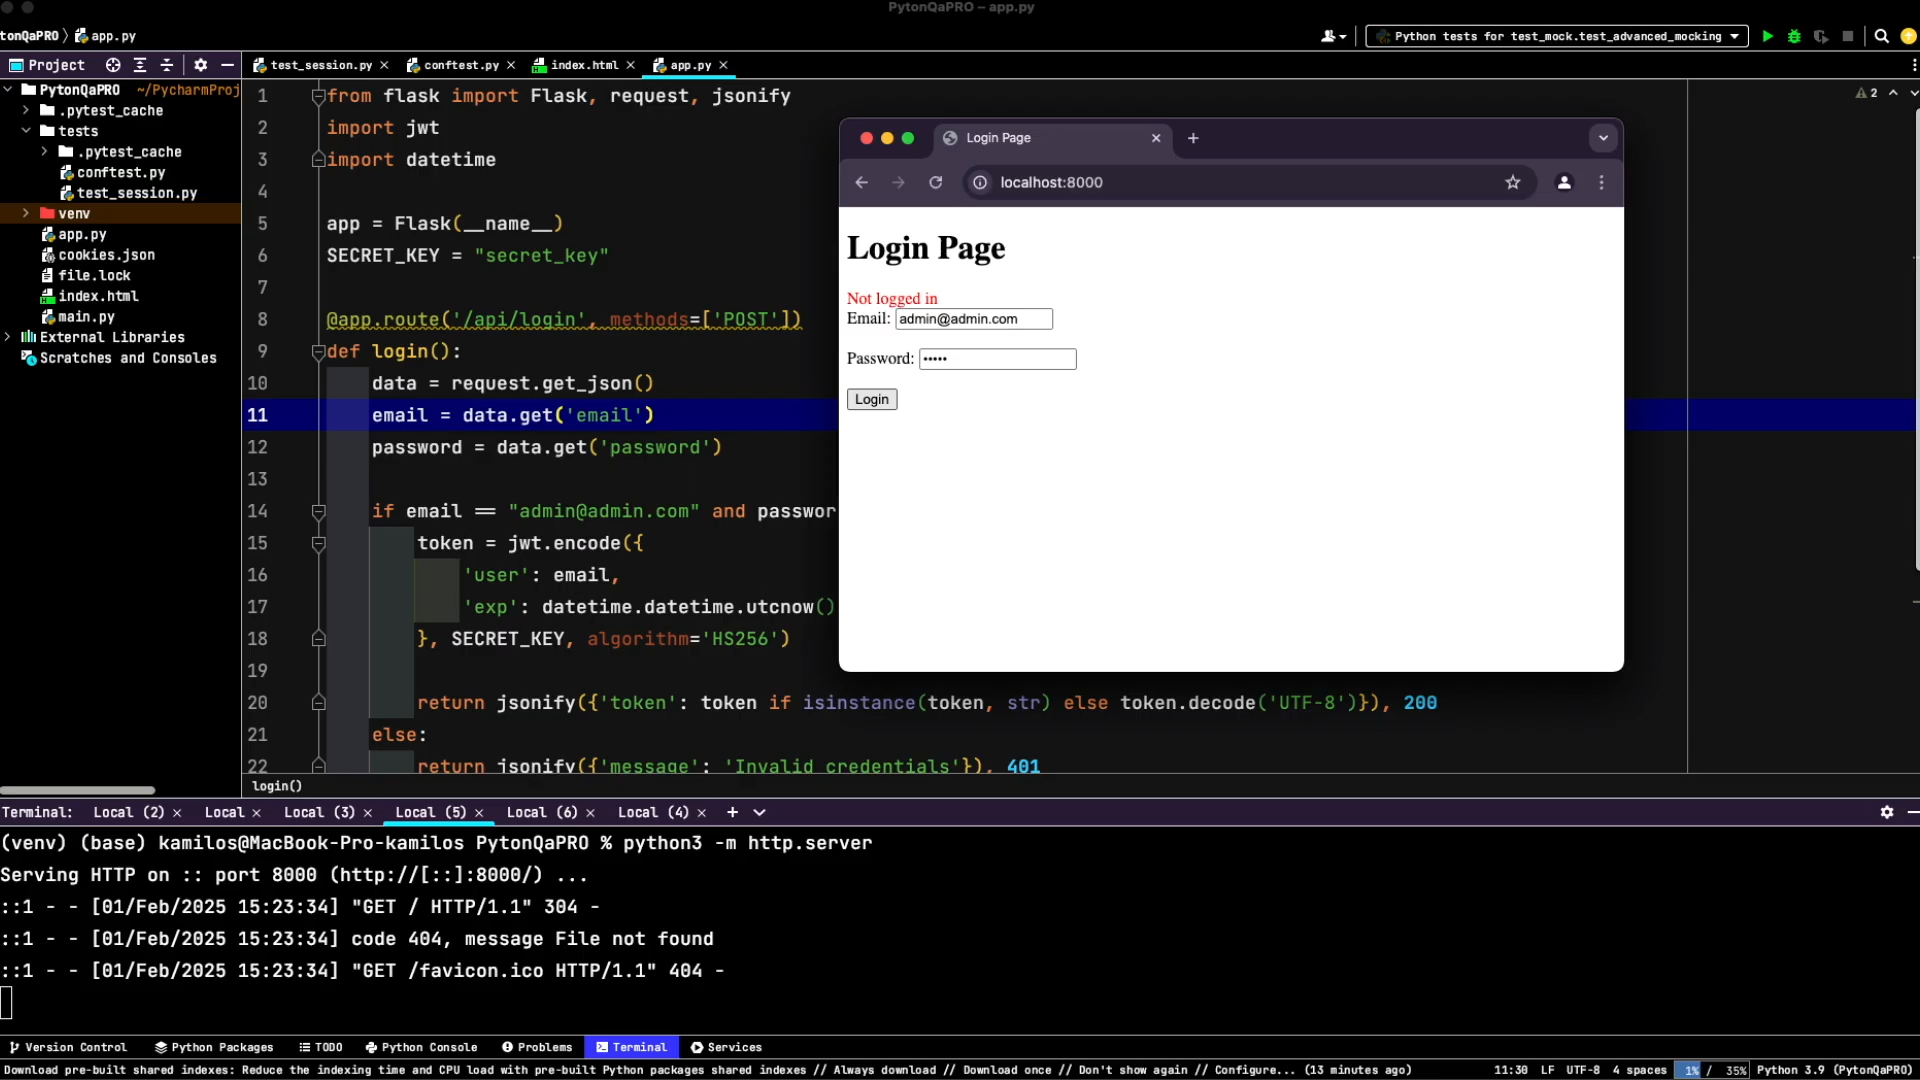 PytonQaPRO – app.py
tonQaPRO 〉 app.py
Python tests for test_mock.test_advanced_mocking
Project
test_session.py
conftest.py
index.html
app.py
PytonQaPRO ~/PycharmProj
.pytest_cache
tests
.pytest_cache
conftest.py
test_session.py
venv
app.py
cookies.json
file.lock
index.html
main.py
External Libraries
Scratches and Consoles
2
1 from flask import Flask, request, jsonify
2 import jwt
3 import datetime
4
5 app = Flask(__name__)
6 SECRET_KEY = "secret_key"
7
8 @app.route('/api/login', methods=['POST'])
9 def login():
10 data = request.get_json()
11 email = data.get('email')
12 password = data.get('password')
13
14 if email == "admin@admin.com" and passwor
15 token = jwt.encode({
16 'user': email,
17 'exp': datetime.datetime.utcnow()
18 }, SECRET_KEY, algorithm='HS256')
19
20 return jsonify({'token': token if isinstance(token, str) else token.decode('UTF-8')}), 200
21 else:
22 return jsonify({'message': 'Invalid credentials'}), 401
login()
Login Page
localhost:8000
Login Page
Not logged in
Email: admin@admin.com
Password: •••••
Login
Terminal: Local (2) Local Local (3) Local (5) Local (6) Local (4)
(venv) (base) kamilos@MacBook-Pro-kamilos PytonQaPRO % python3 -m http.server
Serving HTTP on :: port 8000 (http://[::]:8000/) ...
::1 - - [01/Feb/2025 15:23:34] "GET / HTTP/1.1" 304 -
::1 - - [01/Feb/2025 15:23:34] code 404, message File not found
::1 - - [01/Feb/2025 15:23:34] "GET /favicon.ico HTTP/1.1" 404 -
Version Control Python Packages TODO Python Console Problems Terminal Services
Download pre-built shared indexes: Reduce the indexing time and CPU load with pre-built Python packages shared indexes // Always download // Download once // Don't show again // Configure... (13 minutes ago) 11:30 LF UTF-8 4 spaces 1% / 35% Python 3.9 (PytonQaPRO)